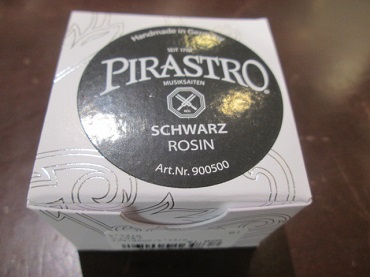 Handmade in Germany
PIRASTRO®
MUSIKSAITEN
SCHWARZ
ROSIN
Art.Nr. 900500